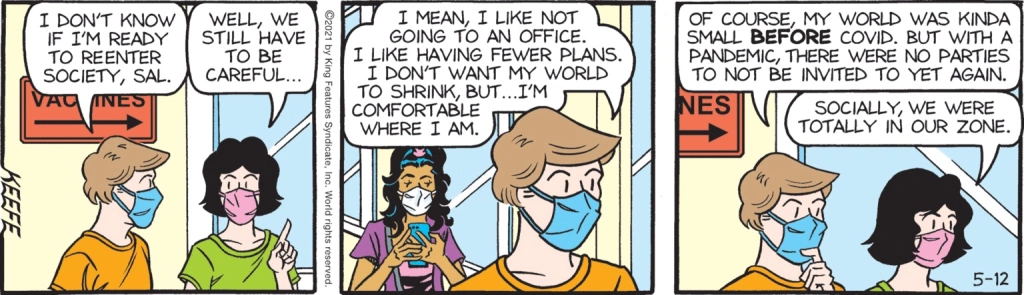 I DON'T KNOW
IF I'M READY
TO REENTER
SOCIETY, SAL.
WELL, WE
STILL HAVE
TO BE
CAREFUL...
VACCINES
KEEFE
©2021 by King Features Syndicate, Inc. World rights reserved.
I MEAN, I LIKE NOT
GOING TO AN OFFICE.
I LIKE HAVING FEWER PLANS.
I DON'T WANT MY WORLD
TO SHRINK, BUT...I'M
COMFORTABLE
WHERE I AM.
OF COURSE, MY WORLD WAS KINDA
SMALL BEFORE COVID. BUT WITH A
PANDEMIC, THERE WERE NO PARTIES
TO NOT BE INVITED TO YET AGAIN.
NES
SOCIALLY, WE WERE
TOTALLY IN OUR ZONE.
5-12